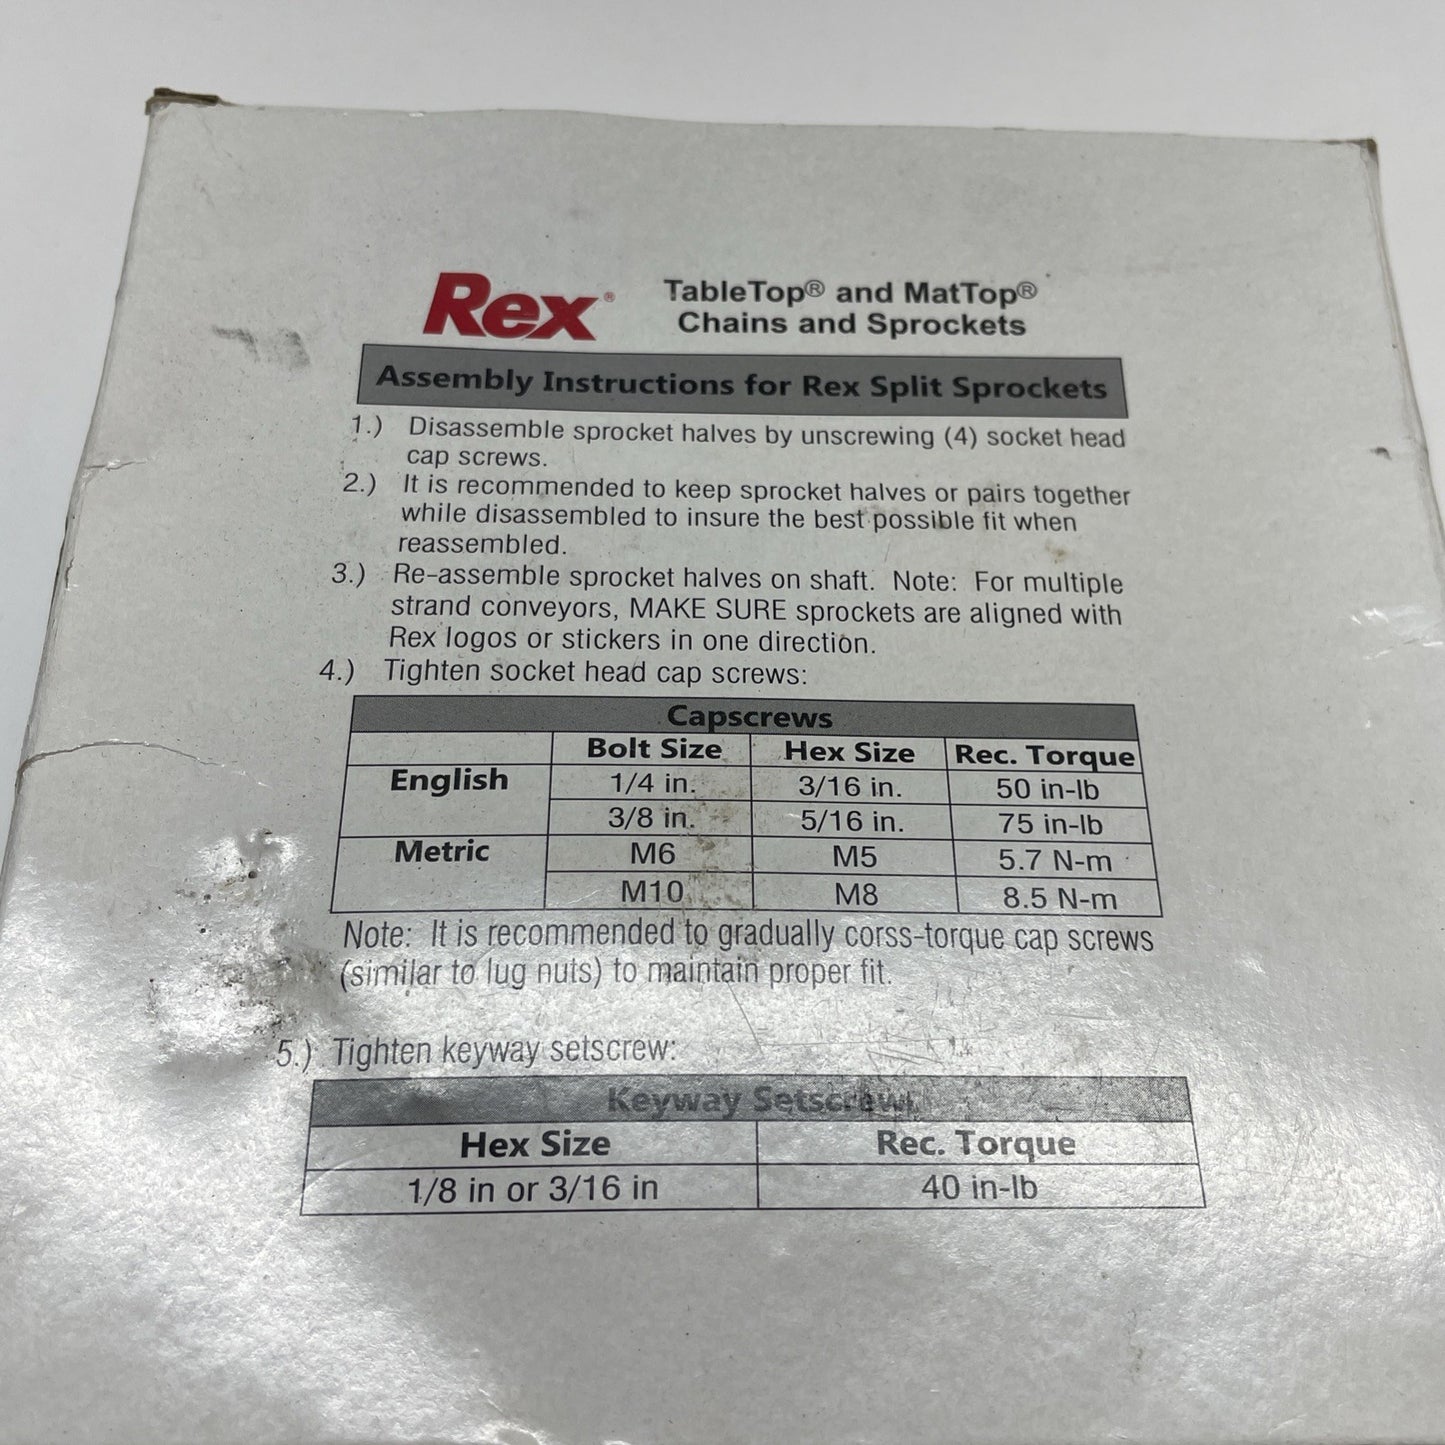 Rex® TableTop® and MatTop®
Chains and Sprockets
Assembly Instructions for Rex Split Sprockets
1.) Disassemble sprocket halves by unscrewing (4) socket head
cap screws.
2.) It is recommended to keep sprocket halves or pairs together
while disassembled to insure the best possible fit when
reassembled.
3.) Re-assemble sprocket halves on shaft. Note: For multiple
strand conveyors, MAKE SURE sprockets are aligned with
Rex logos or stickers in one direction.
4.) Tighten socket head cap screws:
Capscrews
Bolt Size Hex Size Rec. Torque
English 1/4 in. 3/16 in. 50 in-lb
3/8 in. 5/16 in. 75 in-lb
Metric M6 M5 5.7 N-m
M10 M8 8.5 N-m
Note: It is recommended to gradually corss-torque cap screws
(similar to lug nuts) to maintain proper fit.
5.) Tighten keyway setscrew:
Keyway Setscrew
Hex Size Rec. Torque
1/8 in or 3/16 in 40 in-lb